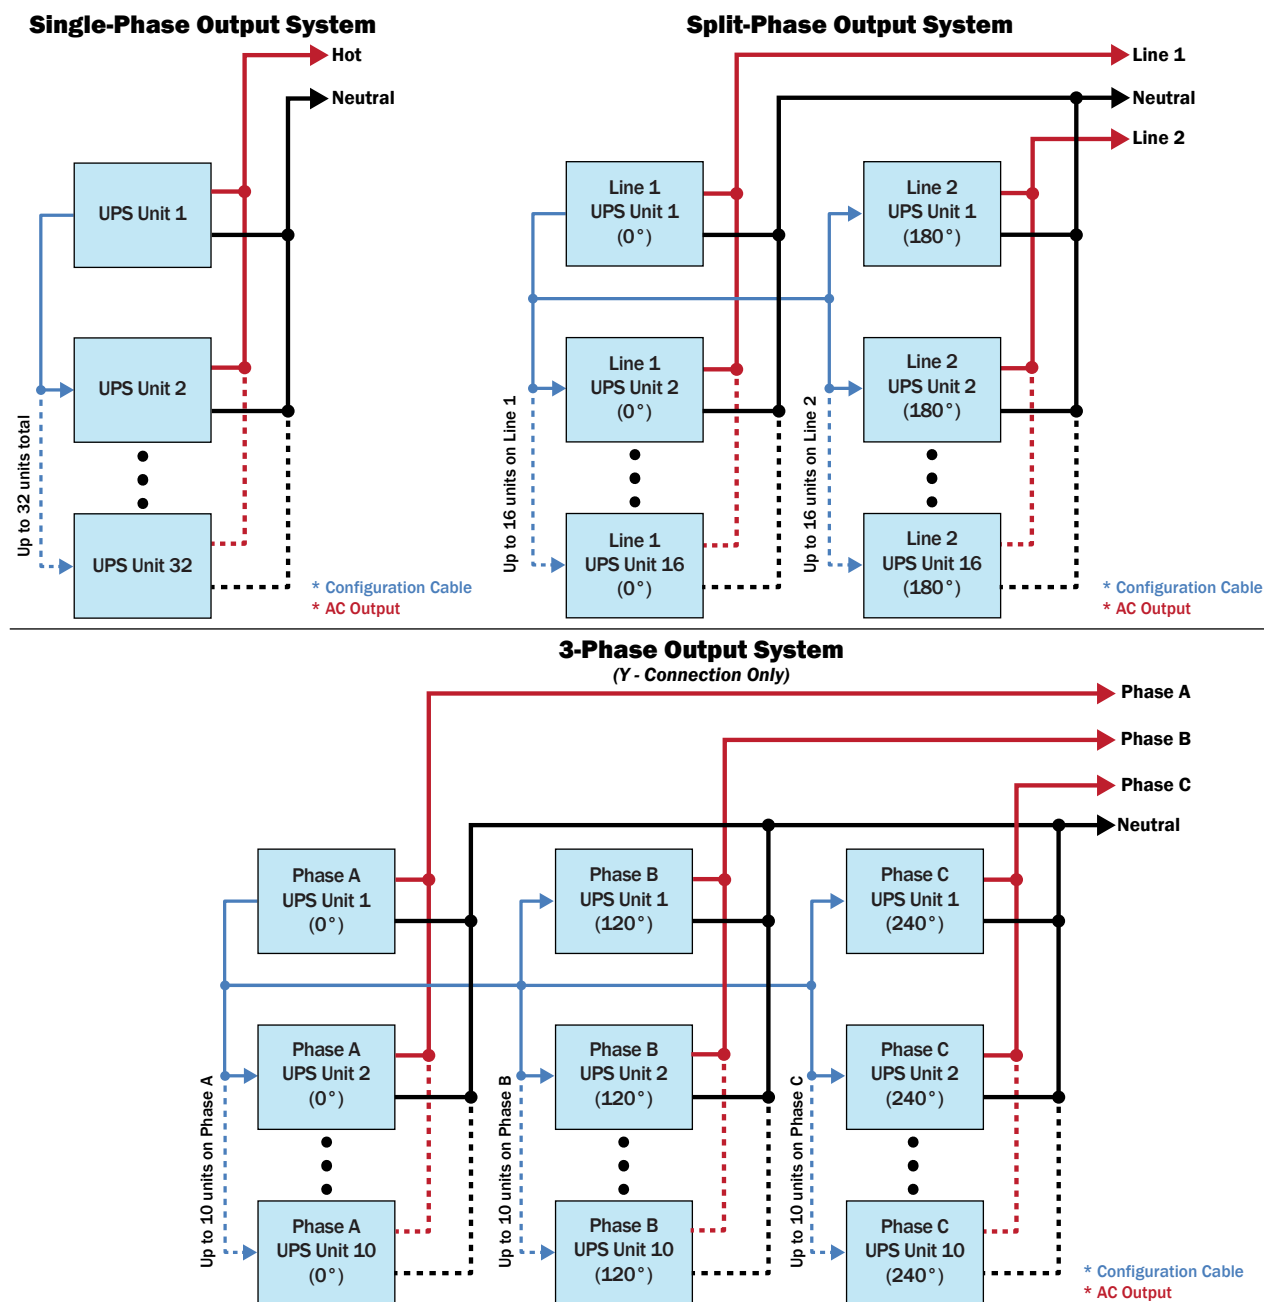 Single-Phase Output System
Hot
Neutral
UPS Unit 1
UPS Unit 2
UPS Unit 32
Up to 32 units total
* Configuration Cable
* AC Output
Split-Phase Output System
Line 1
Neutral
Line 2
Line 1
UPS Unit 1
(0°)
Line 2
UPS Unit 1
(180°)
Line 1
UPS Unit 2
(0°)
Line 2
UPS Unit 2
(180°)
Up to 16 units on Line 1
Up to 16 units on Line 2
Line 1
UPS Unit 16
(0°)
Line 2
UPS Unit 16
(180°)
* Configuration Cable
* AC Output
3-Phase Output System
(Y - Connection Only)
Phase A
Phase B
Phase C
Neutral
Phase A
UPS Unit 1
(0°)
Phase B
UPS Unit 1
(120°)
Phase C
UPS Unit 1
(240°)
Phase A
UPS Unit 2
(0°)
Phase B
UPS Unit 2
(120°)
Phase C
UPS Unit 2
(240°)
Up to 10 units on Phase A
Up to 10 units on Phase B
Up to 10 units on Phase C
Phase A
UPS Unit 10
(0°)
Phase B
UPS Unit 10
(120°)
Phase C
UPS Unit 10
(240°)
* Configuration Cable
* AC Output